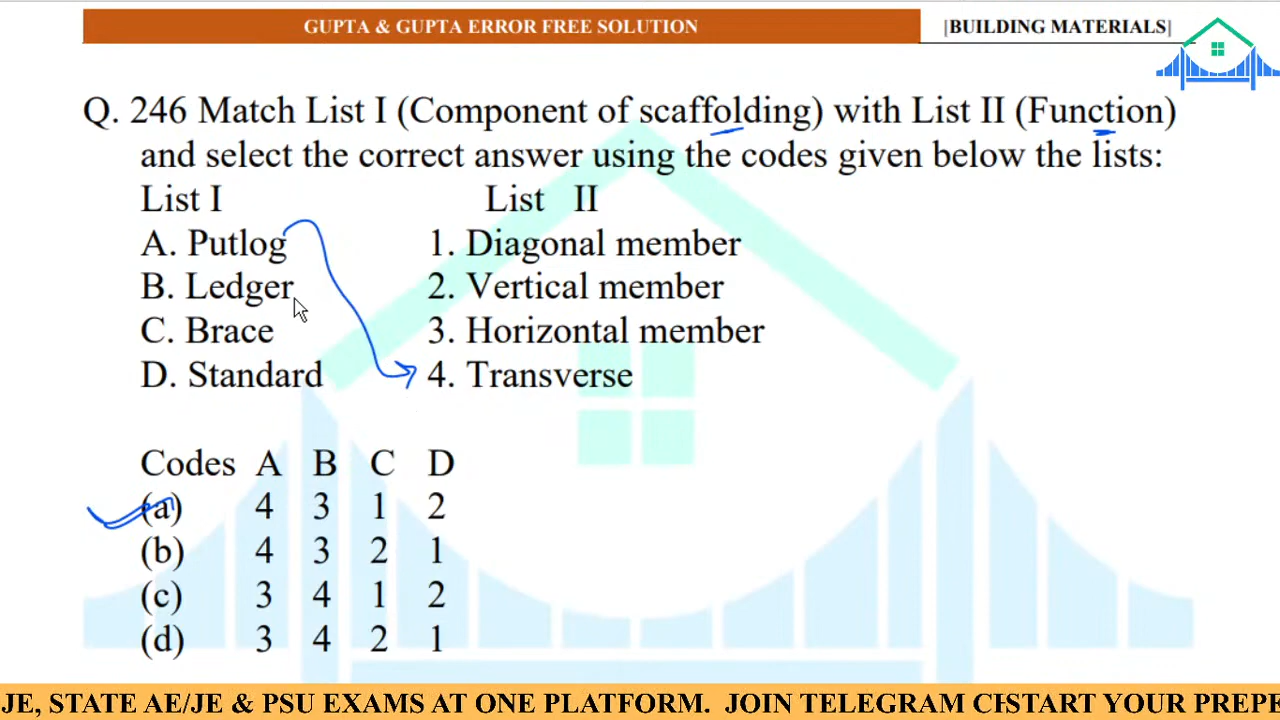 GUPTA & GUPTA ERROR FREE SOLUTION
|BUILDING MATERIALS|
Q. 246 Match List I (Component of scaffolding) with List II (Function)
and select the correct answer using the codes given below the lists:
List I List II
A. Putlog 1. Diagonal member
B. Ledger 2. Vertical member
C. Brace 3. Horizontal member
D. Standard 4. Transverse
Codes A B C D
(a) 4 3 1 2
(b) 4 3 2 1
(c) 3 4 1 2
(d) 3 4 2 1
JE, STATE AE/JE & PSU EXAMS AT ONE PLATFORM. JOIN TELEGRAM CHSTART YOUR PREPE